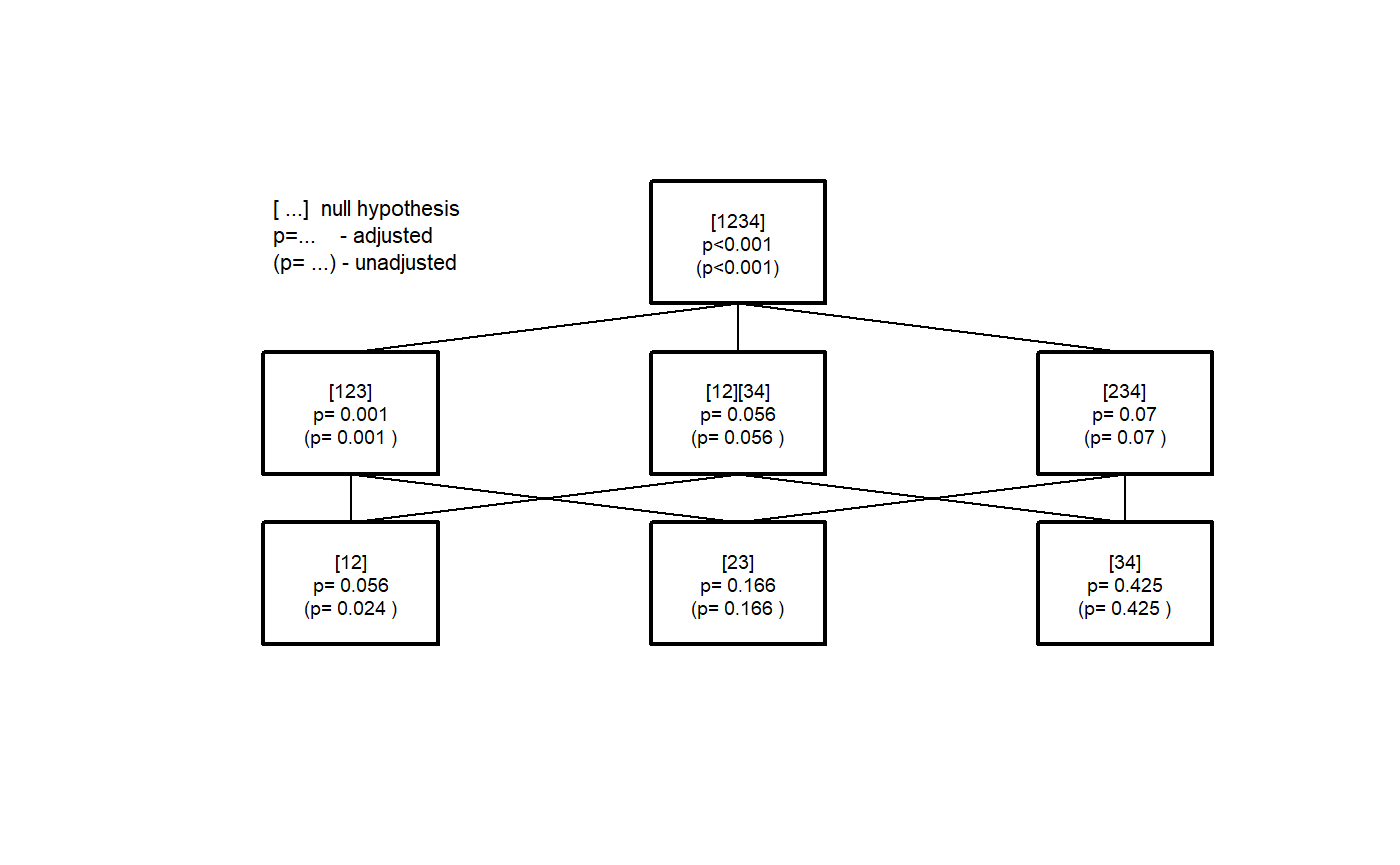 [ ...]  null hypothesis
p=...    - adjusted
(p= ...) - unadjusted
[1234]
p<0.001
(p<0.001)
[123]
p= 0.001
(p= 0.001 )
[12][34]
p= 0.056
(p= 0.056 )
[234]
p= 0.07
(p= 0.07 )
[12]
p= 0.056
(p= 0.024 )
[23]
p= 0.166
(p= 0.166 )
[34]
p= 0.425
(p= 0.425 )